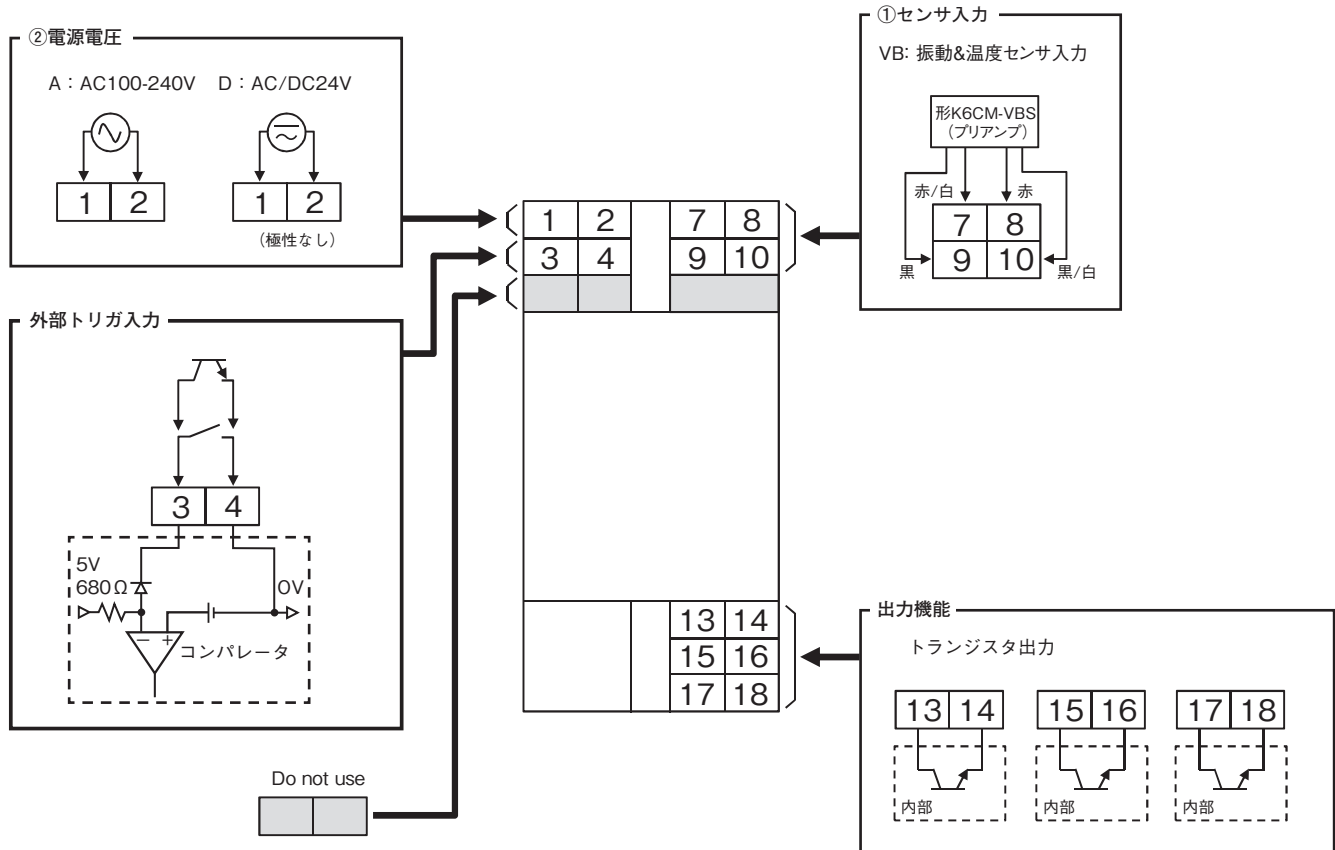 ②電源電圧
A：AC100-240V D：AC/DC24V
1 2
1 2
(極性なし)
①センサ入力
VB: 振動&温度センサ入力
形K6CM-VBS
(プリアンプ)
赤/白
赤
7 8
9 10
黒
黒/白
1 2 7 8
3 4 9 10
外部トリガ入力
3 4
5V
680Ω
0V
- +
コンパレータ
Do not use
13 14
15 16
17 18
出力機能
トランジスタ出力
13 14
15 16
17 18
内部
内部
内部